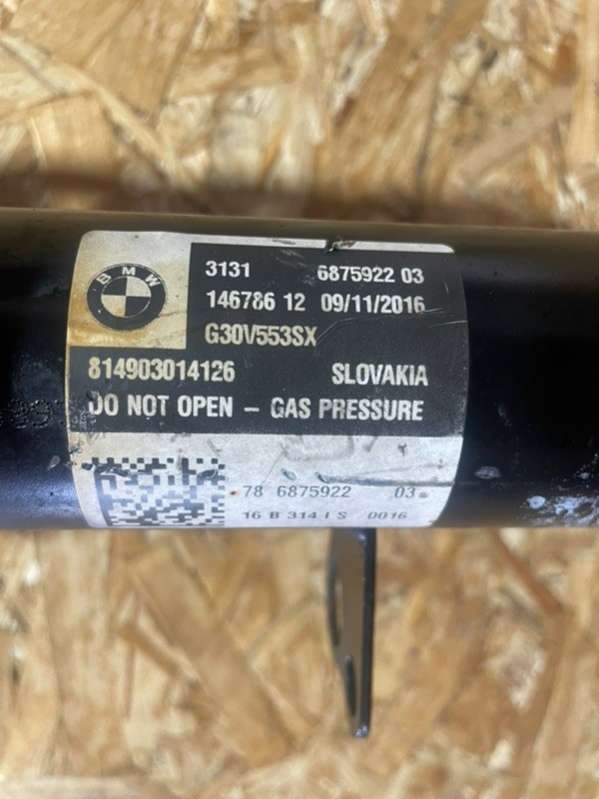 BMW
3131 6875922 03
146786 12 09/11/2016
G30V553SX
814903014126 SLOVAKIA
DO NOT OPEN - GAS PRESSURE
78 6875922 03
16 B 314 I S 0016